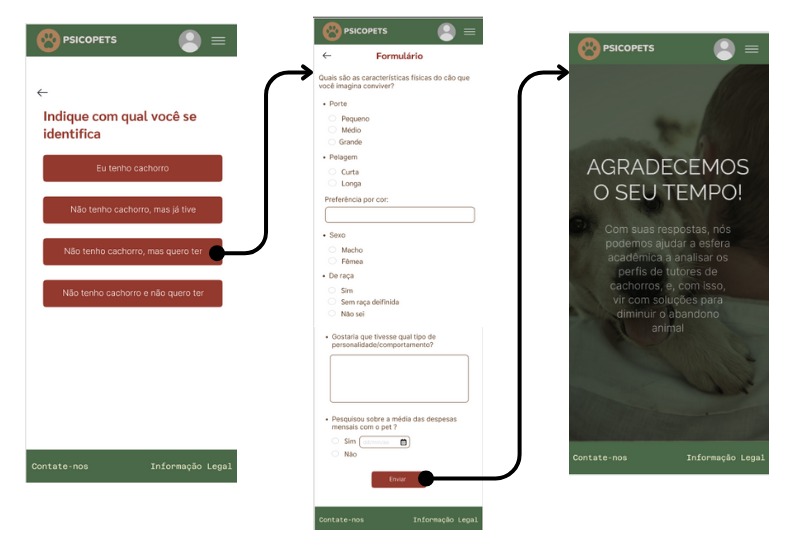 PSICOPETS
Indique com qual você se
identifica
Eu tenho cachorro
Não tenho cachorro, mas já tive
Não tenho cachorro, mas quero ter
Não tenho cachorro e não quero ter
Contate-nos
Informação Legal
PSICOPETS
Formulário
Quais são as características físicas do cão que
você imagina conviver?
• Porte
Pequeno
Médio
Grande
• Pelagem
Curta
Longa
Preferência por cor:
• Sexo
Macho
Fêmea
• De raça
Sim
Sem raça deifinida
Não sei
• Gostaria que tivesse qual tipo de
personalidade/comportamento?
• Pesquisou sobre a média das despesas
mensais com o pet ?
Sim
Não
Enviar
Contate-nos
Informação Legal
PSICOPETS
AGRADECEMOS
O SEU TEMPO!
Com suas respostas, nós
podemos ajudar a esfera
acadêmica a analisar os
perfis de tutores de
cachorros, e, com isso,
vir com soluções para
diminuir o abandono
animal
Contate-nos
Informação Legal